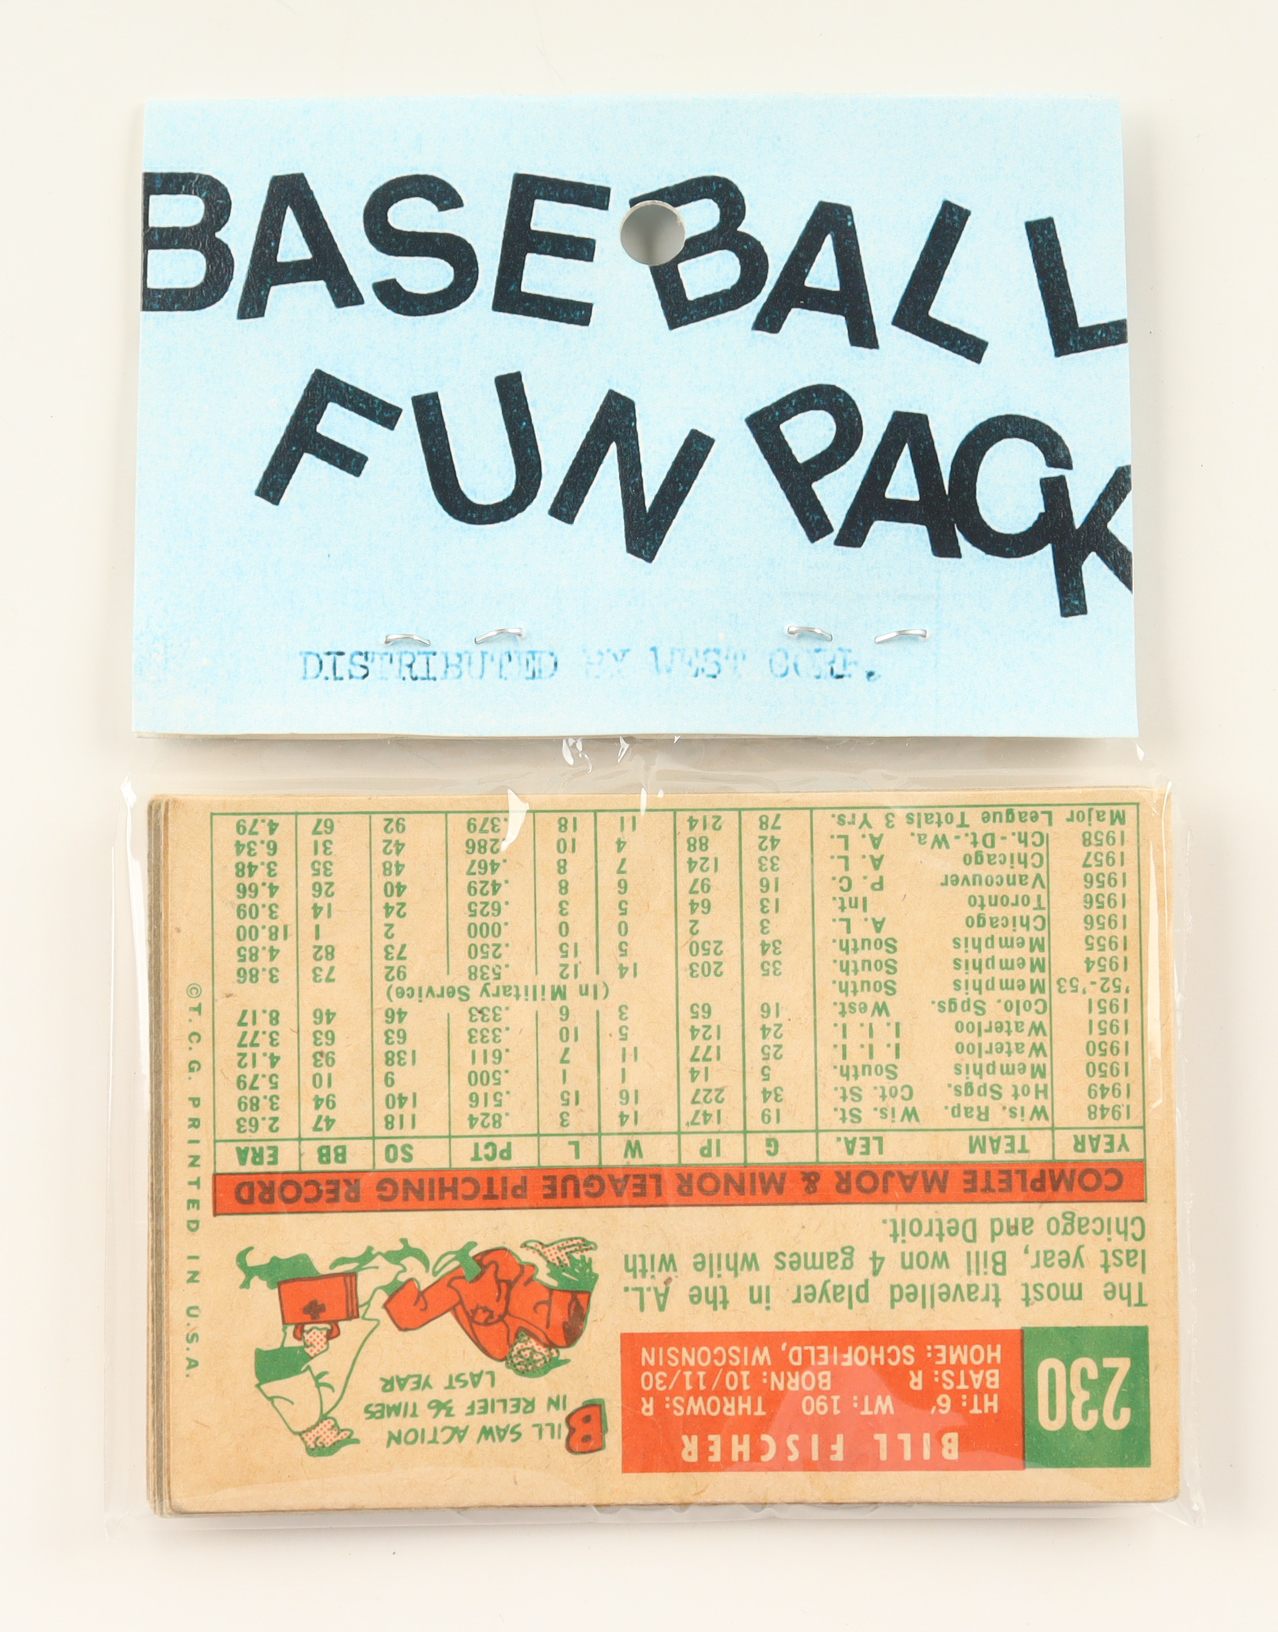 BASEBALL
FUN PACK
DISTRIBUTED BY WEST CORP.
230
BILL FISCHER
HT: 6' WT: 190 THROWS: R
BATS: R BORN: 10/11/30
HOME: SCHOFIELD, WISCONSIN
BILL SAW ACTION
IN RELIEF 36 TIMES
LAST YEAR
The most travelled player in the A.L.
last year, Bill won 4 games while with
Chicago and Detroit.
COMPLETE MAJOR & MINOR LEAGUE PITCHING RECORD
YEAR TEAM LEA. G IP W L PCT SO BB ERA
1948 Wis. Rap. Wis. St. 19 147 14 3 .824 118 47 2.63
1949 Hot Spgs. Cot. St. 34 227 16 15 .516 140 94 3.89
1950 Memphis South. 5 14 1 1 .500 9 10 5.79
1950 Waterloo I. I. I. 25 177 11 7 .611 138 93 4.12
1951 Waterloo I. I. I. 24 124 5 10 .333 63 63 3.77
1951 Colo. Spgs. West. 16 65 3 6 .333 46 46 8.17
'52-'53 Memphis South. (In Military Service)
1954 Memphis South. 35 203 14 12 .538 92 73 3.86
1955 Memphis South. 34 250 5 15 .250 73 82 4.85
1956 Chicago A. L. 3 2 0 0 .000 2 1 18.00
1956 Toronto Int. 13 64 5 3 .625 24 14 3.09
1956 Vancouver P. C. 16 97 6 8 .429 40 26 4.66
1957 Chicago A. L. 33 124 7 8 .467 48 35 3.48
1958 Ch.-Dt.-Wa. A. L. 42 88 4 10 .286 42 31 6.34
Major League Totals 3 Yrs. 78 214 11 18 .379 92 67 4.79
©T.C.G. PRINTED IN U.S.A.